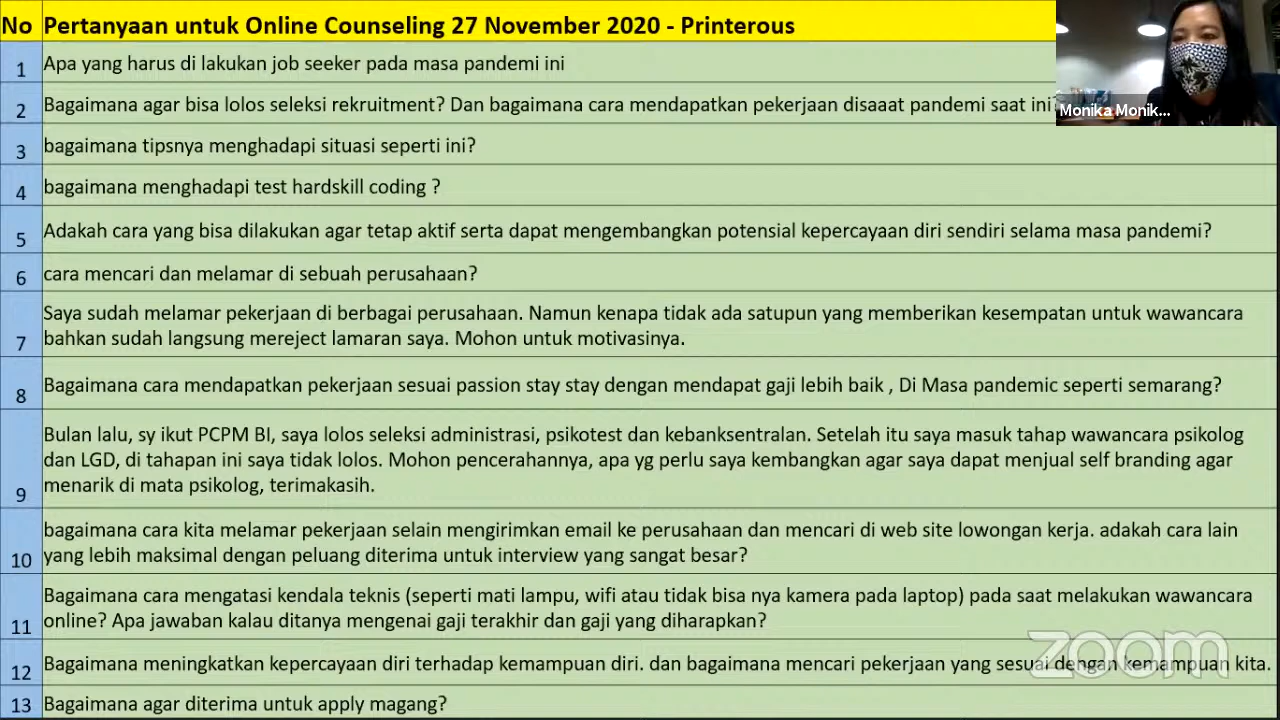 No Pertanyaan untuk Online Counseling 27 November 2020 - Printerous
1 Apa yang harus di lakukan job seeker pada masa pandemi ini
2 Bagaimana agar bisa lolos seleksi rekruitment? Dan bagaimana cara mendapatkan pekerjaan disaaat pandemi saat ini?
Monika Monik...
3 bagaimana tipsnya menghadapi situasi seperti ini?
4 bagaimana menghadapi test hardskill coding ?
5 Adakah cara yang bisa dilakukan agar tetap aktif serta dapat mengembangkan potensial kepercayaan diri sendiri selama masa pandemi?
6 cara mencari dan melamar di sebuah perusahaan?
7 Saya sudah melamar pekerjaan di berbagai perusahaan. Namun kenapa tidak ada satupun yang memberikan kesempatan untuk wawancara
bahkan sudah langsung mereject lamaran saya. Mohon untuk motivasinya.
8 Bagaimana cara mendapatkan pekerjaan sesuai passion stay stay dengan mendapat gaji lebih baik , Di Masa pandemic seperti semarang?
9 Bulan lalu, sy ikut PCPM BI, saya lolos seleksi administrasi, psikotest dan kebanksentralan. Setelah itu saya masuk tahap wawancara psikolog
dan LGD, di tahapan ini saya tidak lolos. Mohon pencerahannya, apa yg perlu saya kembangkan agar saya dapat menjual self branding agar
menarik di mata psikolog, terimakasih.
10 bagaimana cara kita melamar pekerjaan selain mengirimkan email ke perusahaan dan mencari di web site lowongan kerja. adakah cara lain
yang lebih maksimal dengan peluang diterima untuk interview yang sangat besar?
11 Bagaimana cara mengatasi kendala teknis (seperti mati lampu, wifi atau tidak bisa nya kamera pada laptop) pada saat melakukan wawancara
online? Apa jawaban kalau ditanya mengenai gaji terakhir dan gaji yang diharapkan?
zoom
12 Bagaimana meningkatkan kepercayaan diri terhadap kemampuan diri. dan bagaimana mencari pekerjaan yang sesuai dengan kemampuan kita.
13 Bagaimana agar diterima untuk apply magang?